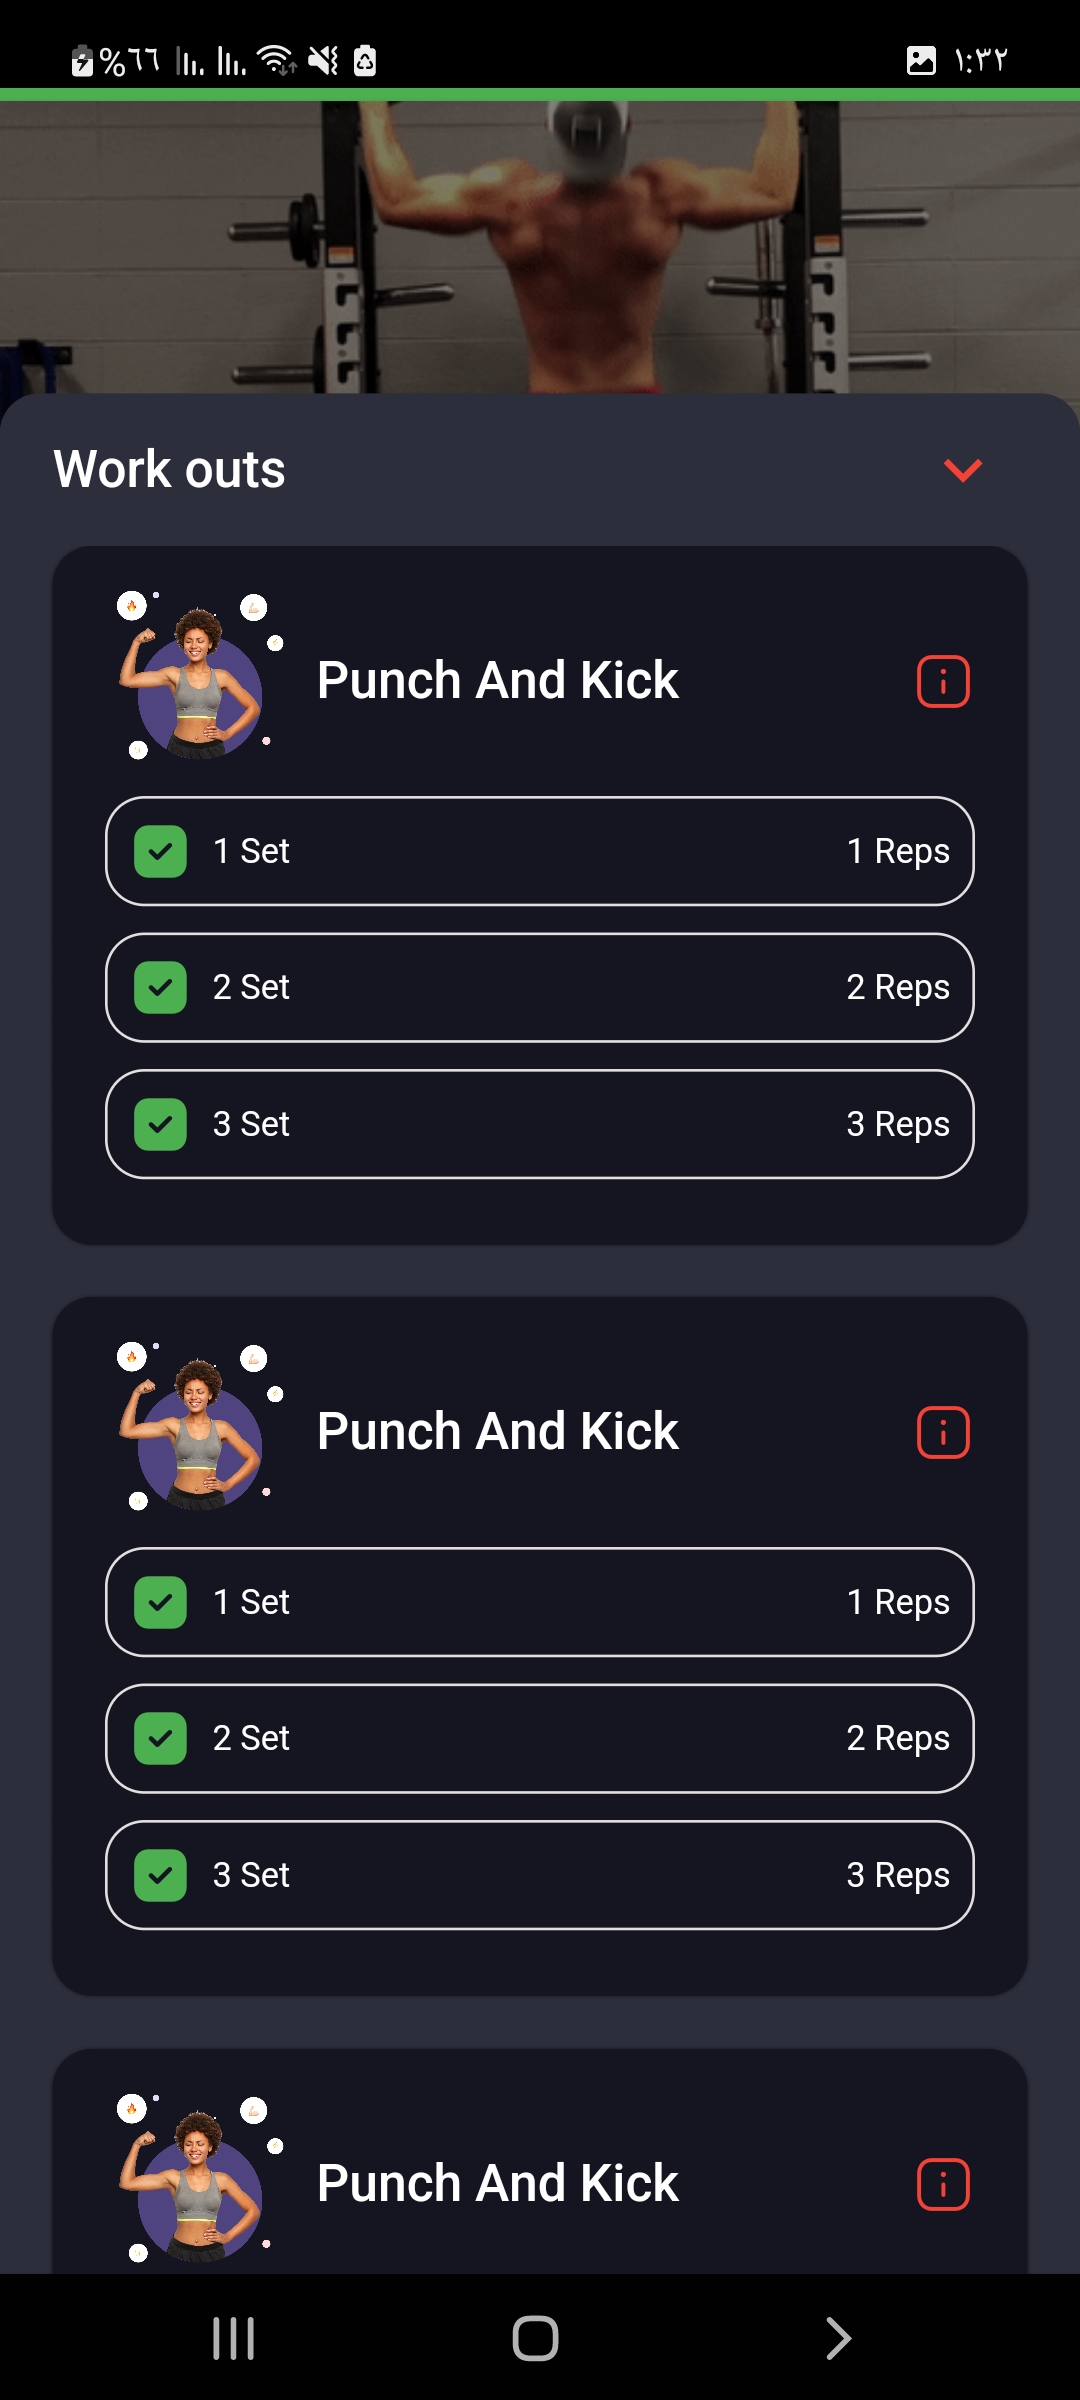 %٦٦ ١:٣٢
Work outs
Punch And Kick
1 Set 1 Reps
2 Set 2 Reps
3 Set 3 Reps
Punch And Kick
1 Set 1 Reps
2 Set 2 Reps
3 Set 3 Reps
Punch And Kick